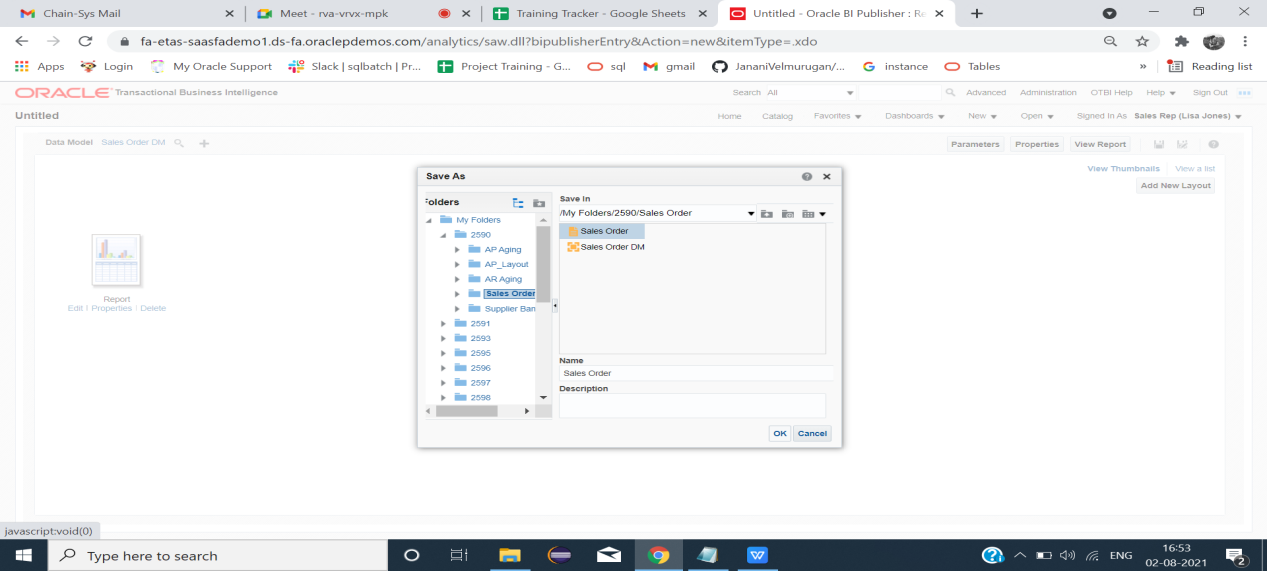 Chain-Sys Mail
Meet - rva-vrvx-mpk
Training Tracker - Google Sheets
Untitled - Oracle BI Publisher : Re
fa-etas-saasfademo1.ds-fa.oraclepdemos.com/analytics/saw.dll?bipublisherEntry&Action=new&itemType=.xdo
Apps Login My Oracle Support Slack | sqlbatch | Pr... Project Training - G... sql gmail JananiVelmurugan/... instance Tables » Reading list
ORACLE Transactional Business Intelligence
Search All Advanced Administration OTBI Help Help Sign Out
Untitled
Home Catalog Favorites Dashboards New Open Signed In As Sales Rep (Lisa Jones)
Data Model Sales Order DM
Parameters Properties View Report
View Thumbnails View a list
Add New Layout
Report
Edit | Properties | Delete
Save As
Folders
My Folders
2590
AP Aging
AP_Layout
AR Aging
Sales Order
Supplier Ban
2591
2593
2595
2596
2597
2598
Save In
/My Folders/2590/Sales Order
Sales Order
Sales Order DM
Name
Sales Order
Description
OK Cancel
javascript:void(0)
Type here to search
ENG
16:53
02-08-2021
2